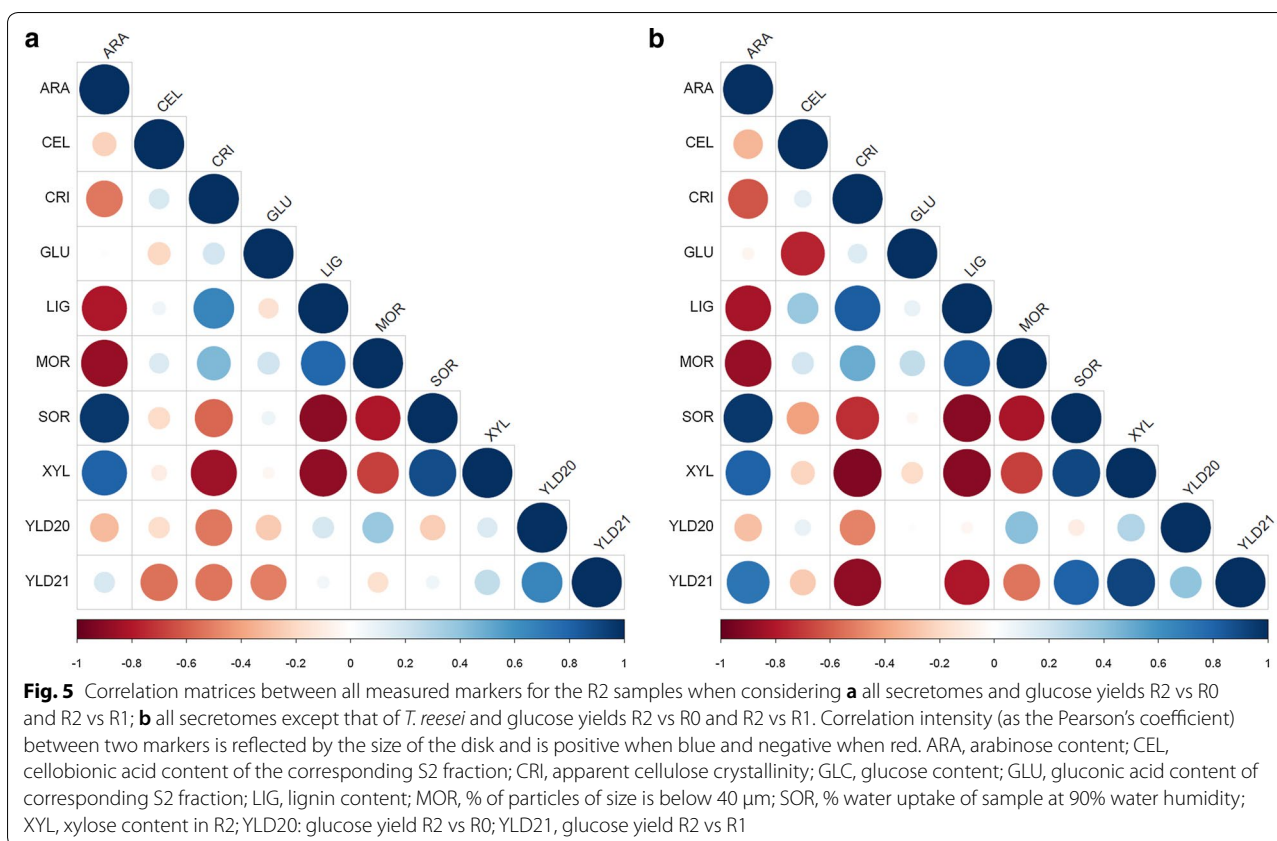 a
ARA
ARA
CEL
CEL
CRI
CRI
GLU
GLU
LIG
LIG
MOR
MOR
SOR
SOR
XYL
XYL
YLD20
YLD20
YLD21
YLD21
-1 -0.8 -0.6 -0.4 -0.2 0 0.2 0.4 0.6 0.8 1
b
ARA
ARA
CEL
CEL
CRI
CRI
GLU
GLU
LIG
LIG
MOR
MOR
SOR
SOR
XYL
XYL
YLD20
YLD20
YLD21
YLD21
-1 -0.8 -0.6 -0.4 -0.2 0 0.2 0.4 0.6 0.8 1
Fig. 5 Correlation matrices between all measured markers for the R2 samples when considering a all secretomes and glucose yields R2 vs R0
and R2 vs R1; b all secretomes except that of T. reesei and glucose yields R2 vs R0 and R2 vs R1. Correlation intensity (as the Pearson's coefficient)
between two markers is reflected by the size of the disk and is positive when blue and negative when red. ARA, arabinose content; CEL,
cellobionic acid content of the corresponding S2 fraction; CRI, apparent cellulose crystallinity; GLC, glucose content; GLU, gluconic acid content of
corresponding S2 fraction; LIG, lignin content; MOR, % of particles of size is below 40 µm; SOR, % water uptake of sample at 90% water humidity;
XYL, xylose content in R2; YLD20: glucose yield R2 vs R0; YLD21, glucose yield R2 vs R1